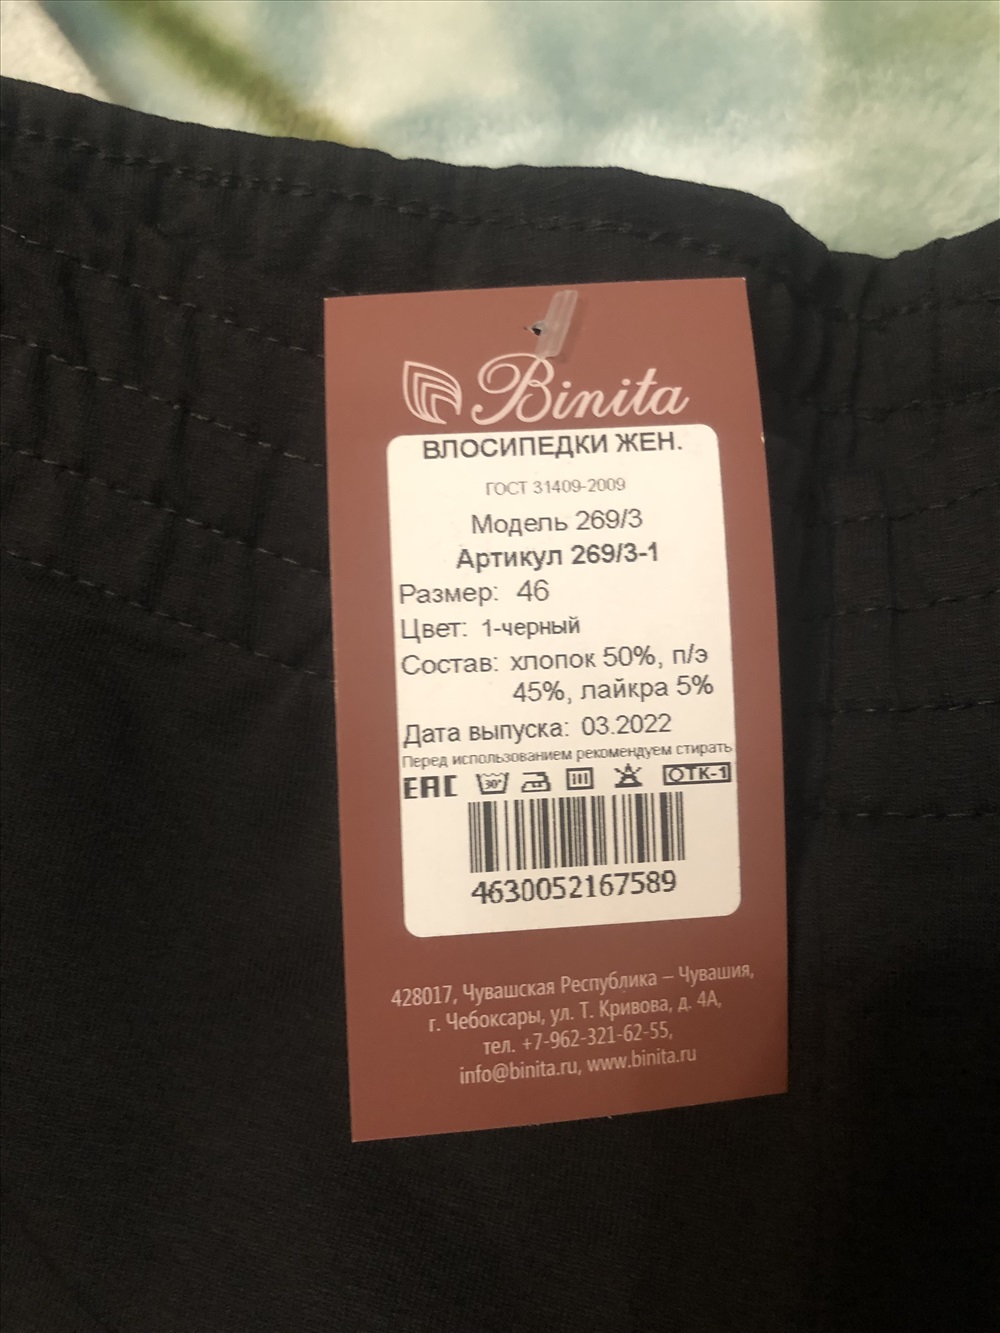 Binita
ВЛОСИПЕДКИ ЖЕН.
ГОСТ 31409-2009
Модель 269/3
Артикул 269/3-1
Размер: 46
Цвет: 1-черный
Состав: хлопок 50%, п/э
45%, лайкра 5%
Дата выпуска: 03.2022
Перед использованием рекомендуем стирать
EAC 30° ОТК-1
4630052167589
428017, Чувашская Республика – Чувашия,
г. Чебоксары, ул. Т. Кривова, д. 4А,
тел. +7-962-321-62-55,
info@binita.ru, www.binita.ru